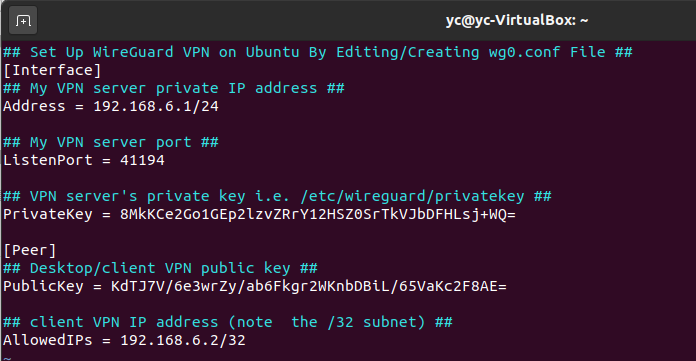 yc@yc-VirtualBox: ~
## Set Up WireGuard VPN on Ubuntu By Editing/Creating wg0.conf File ##
[Interface]
## My VPN server private IP address ##
Address = 192.168.6.1/24
## My VPN server port ##
ListenPort = 41194
## VPN server's private key i.e. /etc/wireguard/privatekey ##
PrivateKey = 8MkKCe2Go1GEp2lzvZRrY12HSZ0SrTkVJbDFHLsj+WQ=
[Peer]
## Desktop/client VPN public key ##
PublicKey = KdTJ7V/6e3wrZy/ab6Fkgr2WKnbDBiL/65VaKc2F8AE=
## client VPN IP address (note  the /32 subnet) ##
AllowedIPs = 192.168.6.2/32
~